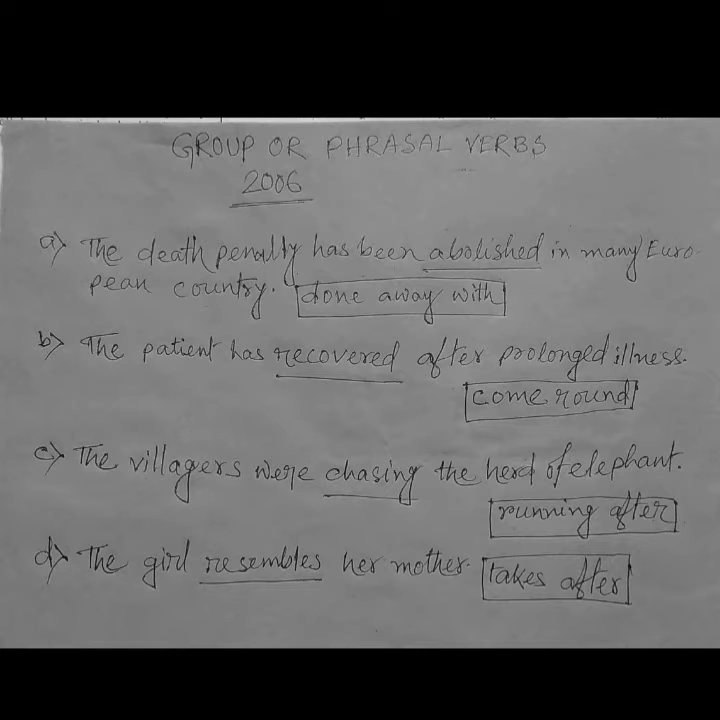 GROUP OR PHRASAL VERBS
2006
a) The death penalty has been abolished in many Euro-
pean country. done away with
b) The patient has recovered after prolonged illness.
come round
c) The villagers were chasing the herd of elephant.
running after
d) The girl resembles her mother. takes after